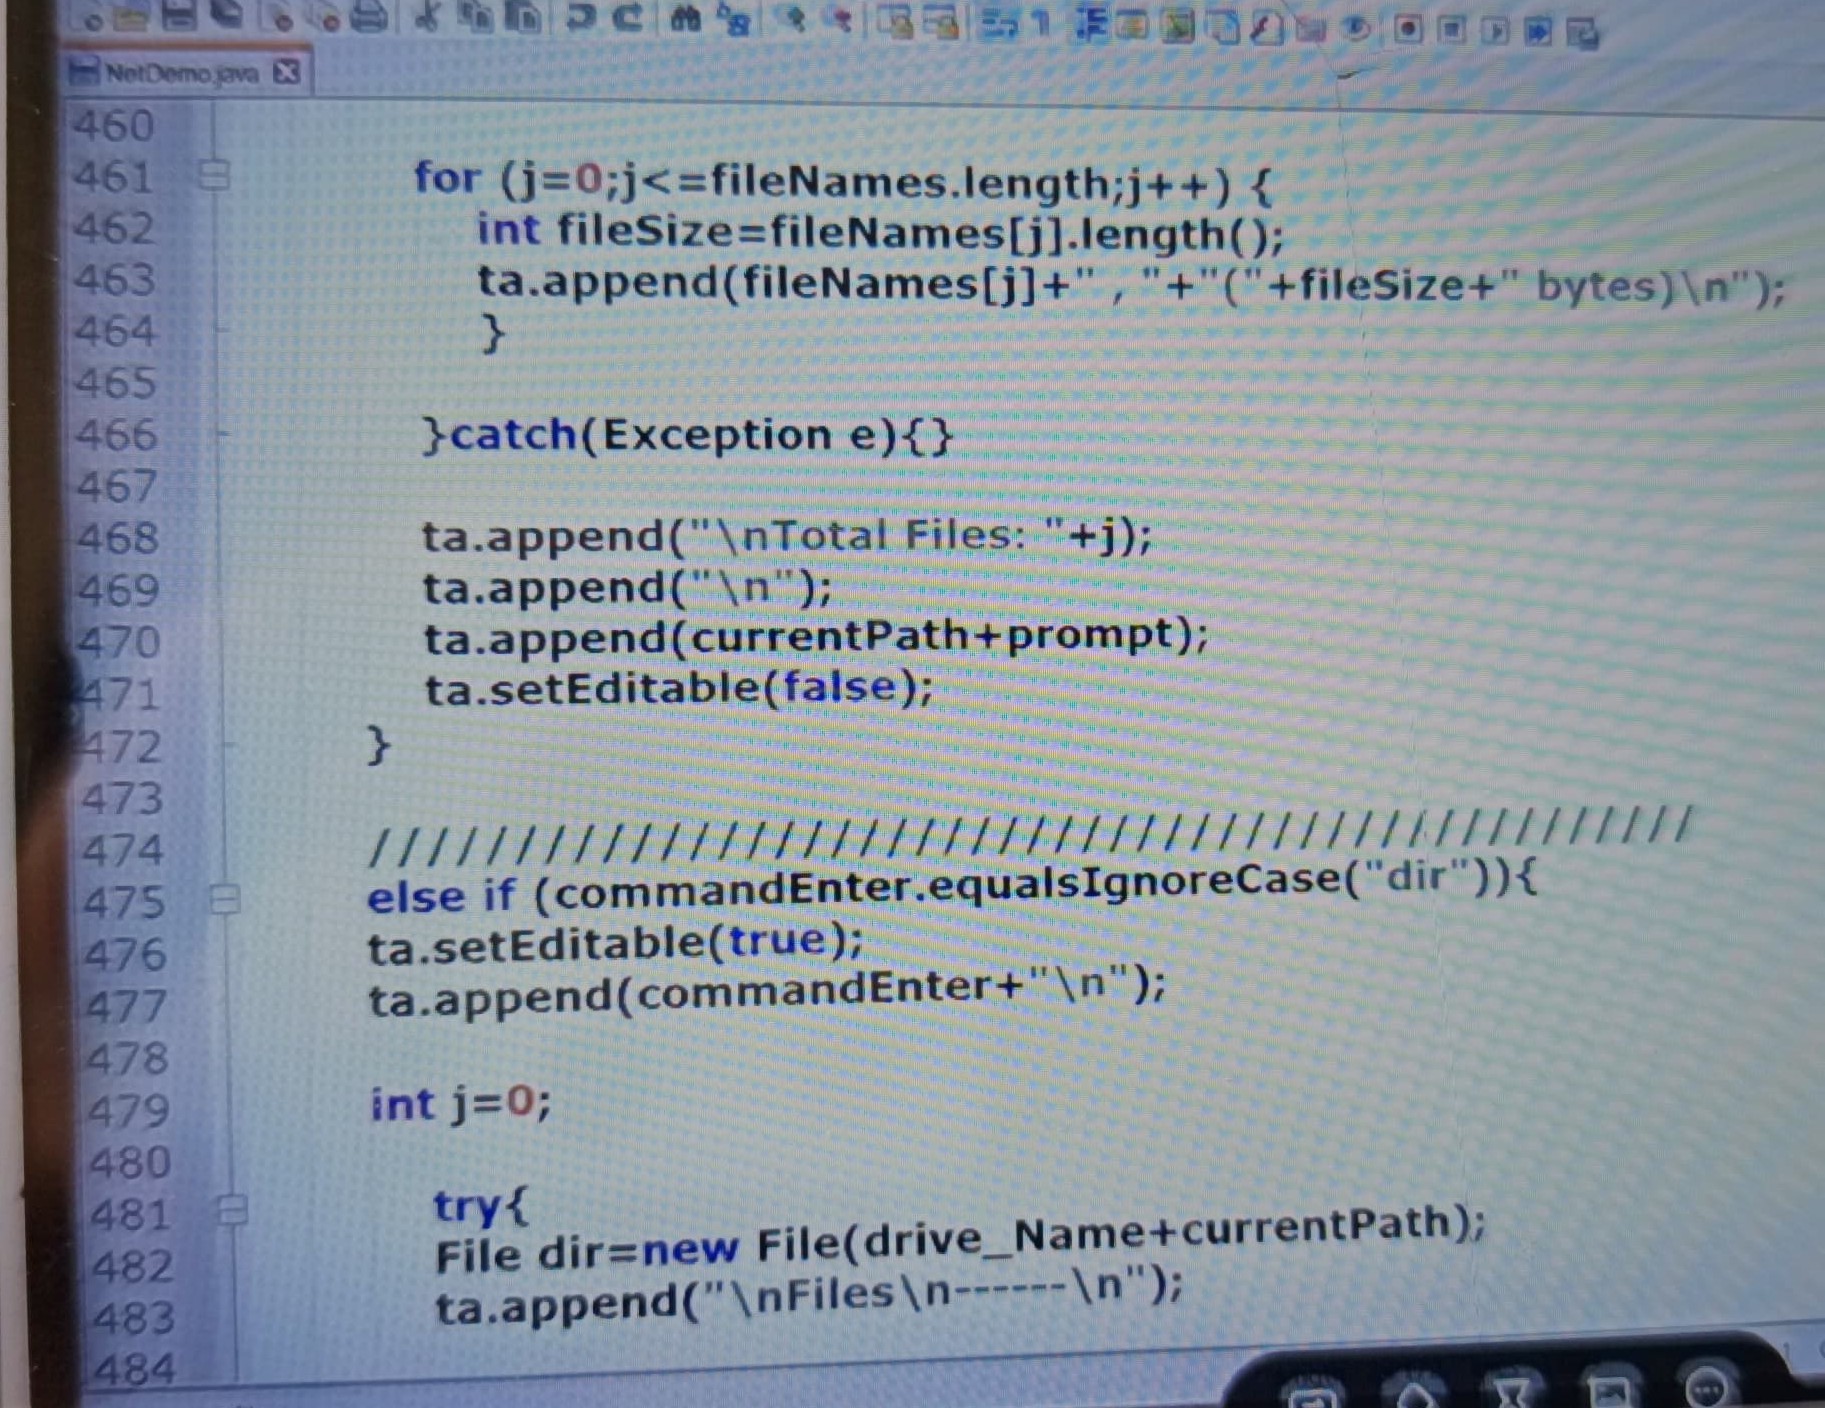 NetDemo.java
460
461 for (j=0;j<=fileNames.length;j++) {
462 int fileSize=fileNames[j].length();
463 ta.append(fileNames[j]+" , "+"("+fileSize+" bytes)\n");
464 }
465
466 }catch(Exception e){}
467
468 ta.append("\nTotal Files: "+j);
469 ta.append("\n");
470 ta.append(currentPath+prompt);
471 ta.setEditable(false);
472 }
473
474 //////////////////////////////////////////////
475 else if (commandEnter.equalsIgnoreCase("dir")){
476 ta.setEditable(true);
477 ta.append(commandEnter+"\n");
478
479 int j=0;
480
481 try{
482 File dir=new File(drive_Name+currentPath);
483 ta.append("\nFiles\n------\n");
484